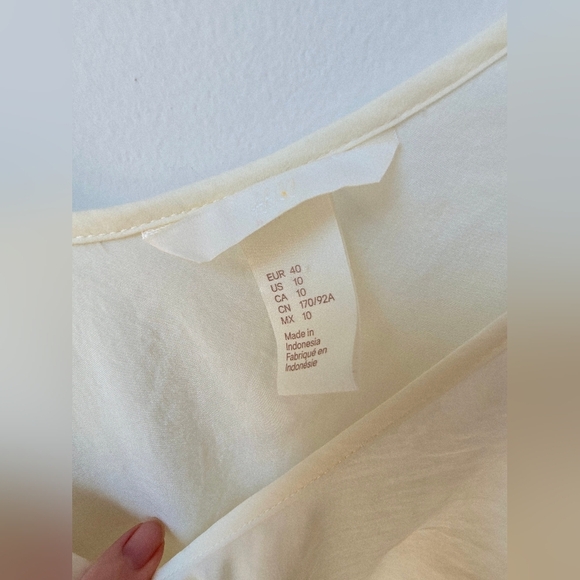 EUR 40
US 10
CA 10
CN 170/92A
MX 10
Made in
Indonesia
Fabriqué en
Indonésie